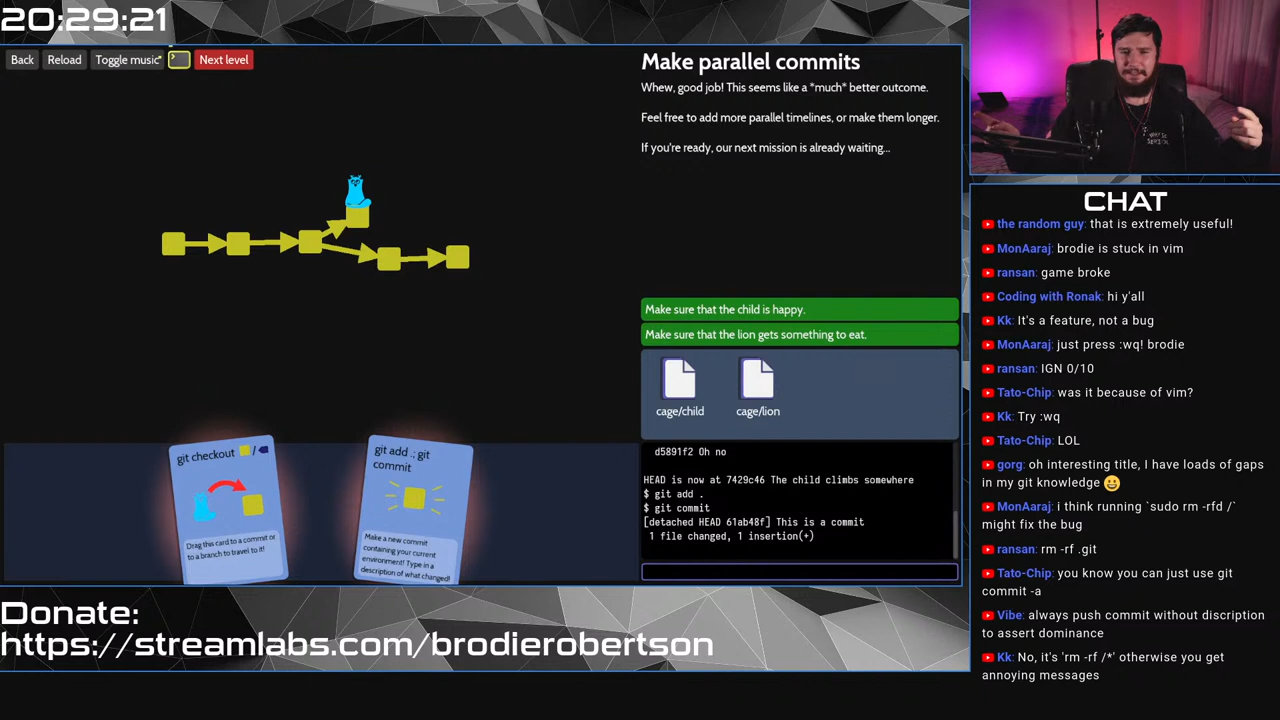 20:29:21
Back
Reload
Toggle music
Next level
Make parallel commits
Whew, good job! This seems like a *much* better outcome.
Feel free to add more parallel timelines, or make them longer.
If you're ready, our next mission is already waiting...
Make sure that the child is happy.
Make sure that the lion gets something to eat.
cage/child
cage/lion
d5891f2 Oh no
HEAD is now at 7429c46 The child climbs somewhere
$ git add .
$ git commit
[detached HEAD 61ab48f] This is a commit
1 file changed, 1 insertion(+)
git checkout /
Drag this card to a commit or
to a branch to travel to it!
git add .; git
commit
Make a new commit
containing your current
environment! Type in a
description of what changed!
CHAT
the random guy: that is extremely useful!
MonAaraj: brodie is stuck in vim
ransan: game broke
Coding with Ronak: hi y'all
Kk: It's a feature, not a bug
MonAaraj: just press :wq! brodie
ransan: IGN 0/10
Tato-Chip: was it because of vim?
Kk: Try :wq
Tato-Chip: LOL
gorg: oh interesting title, I have loads of gaps
in my git knowledge 😃
MonAaraj: i think running `sudo rm -rfd /`
might fix the bug
ransan: rm -rf .git
Tato-Chip: you know you can just use git
commit -a
Vibe: always push commit without discription
to assert dominance
Kk: No, it's 'rm -rf /*' otherwise you get
annoying messages
Donate:
https://streamlabs.com/brodierobertson